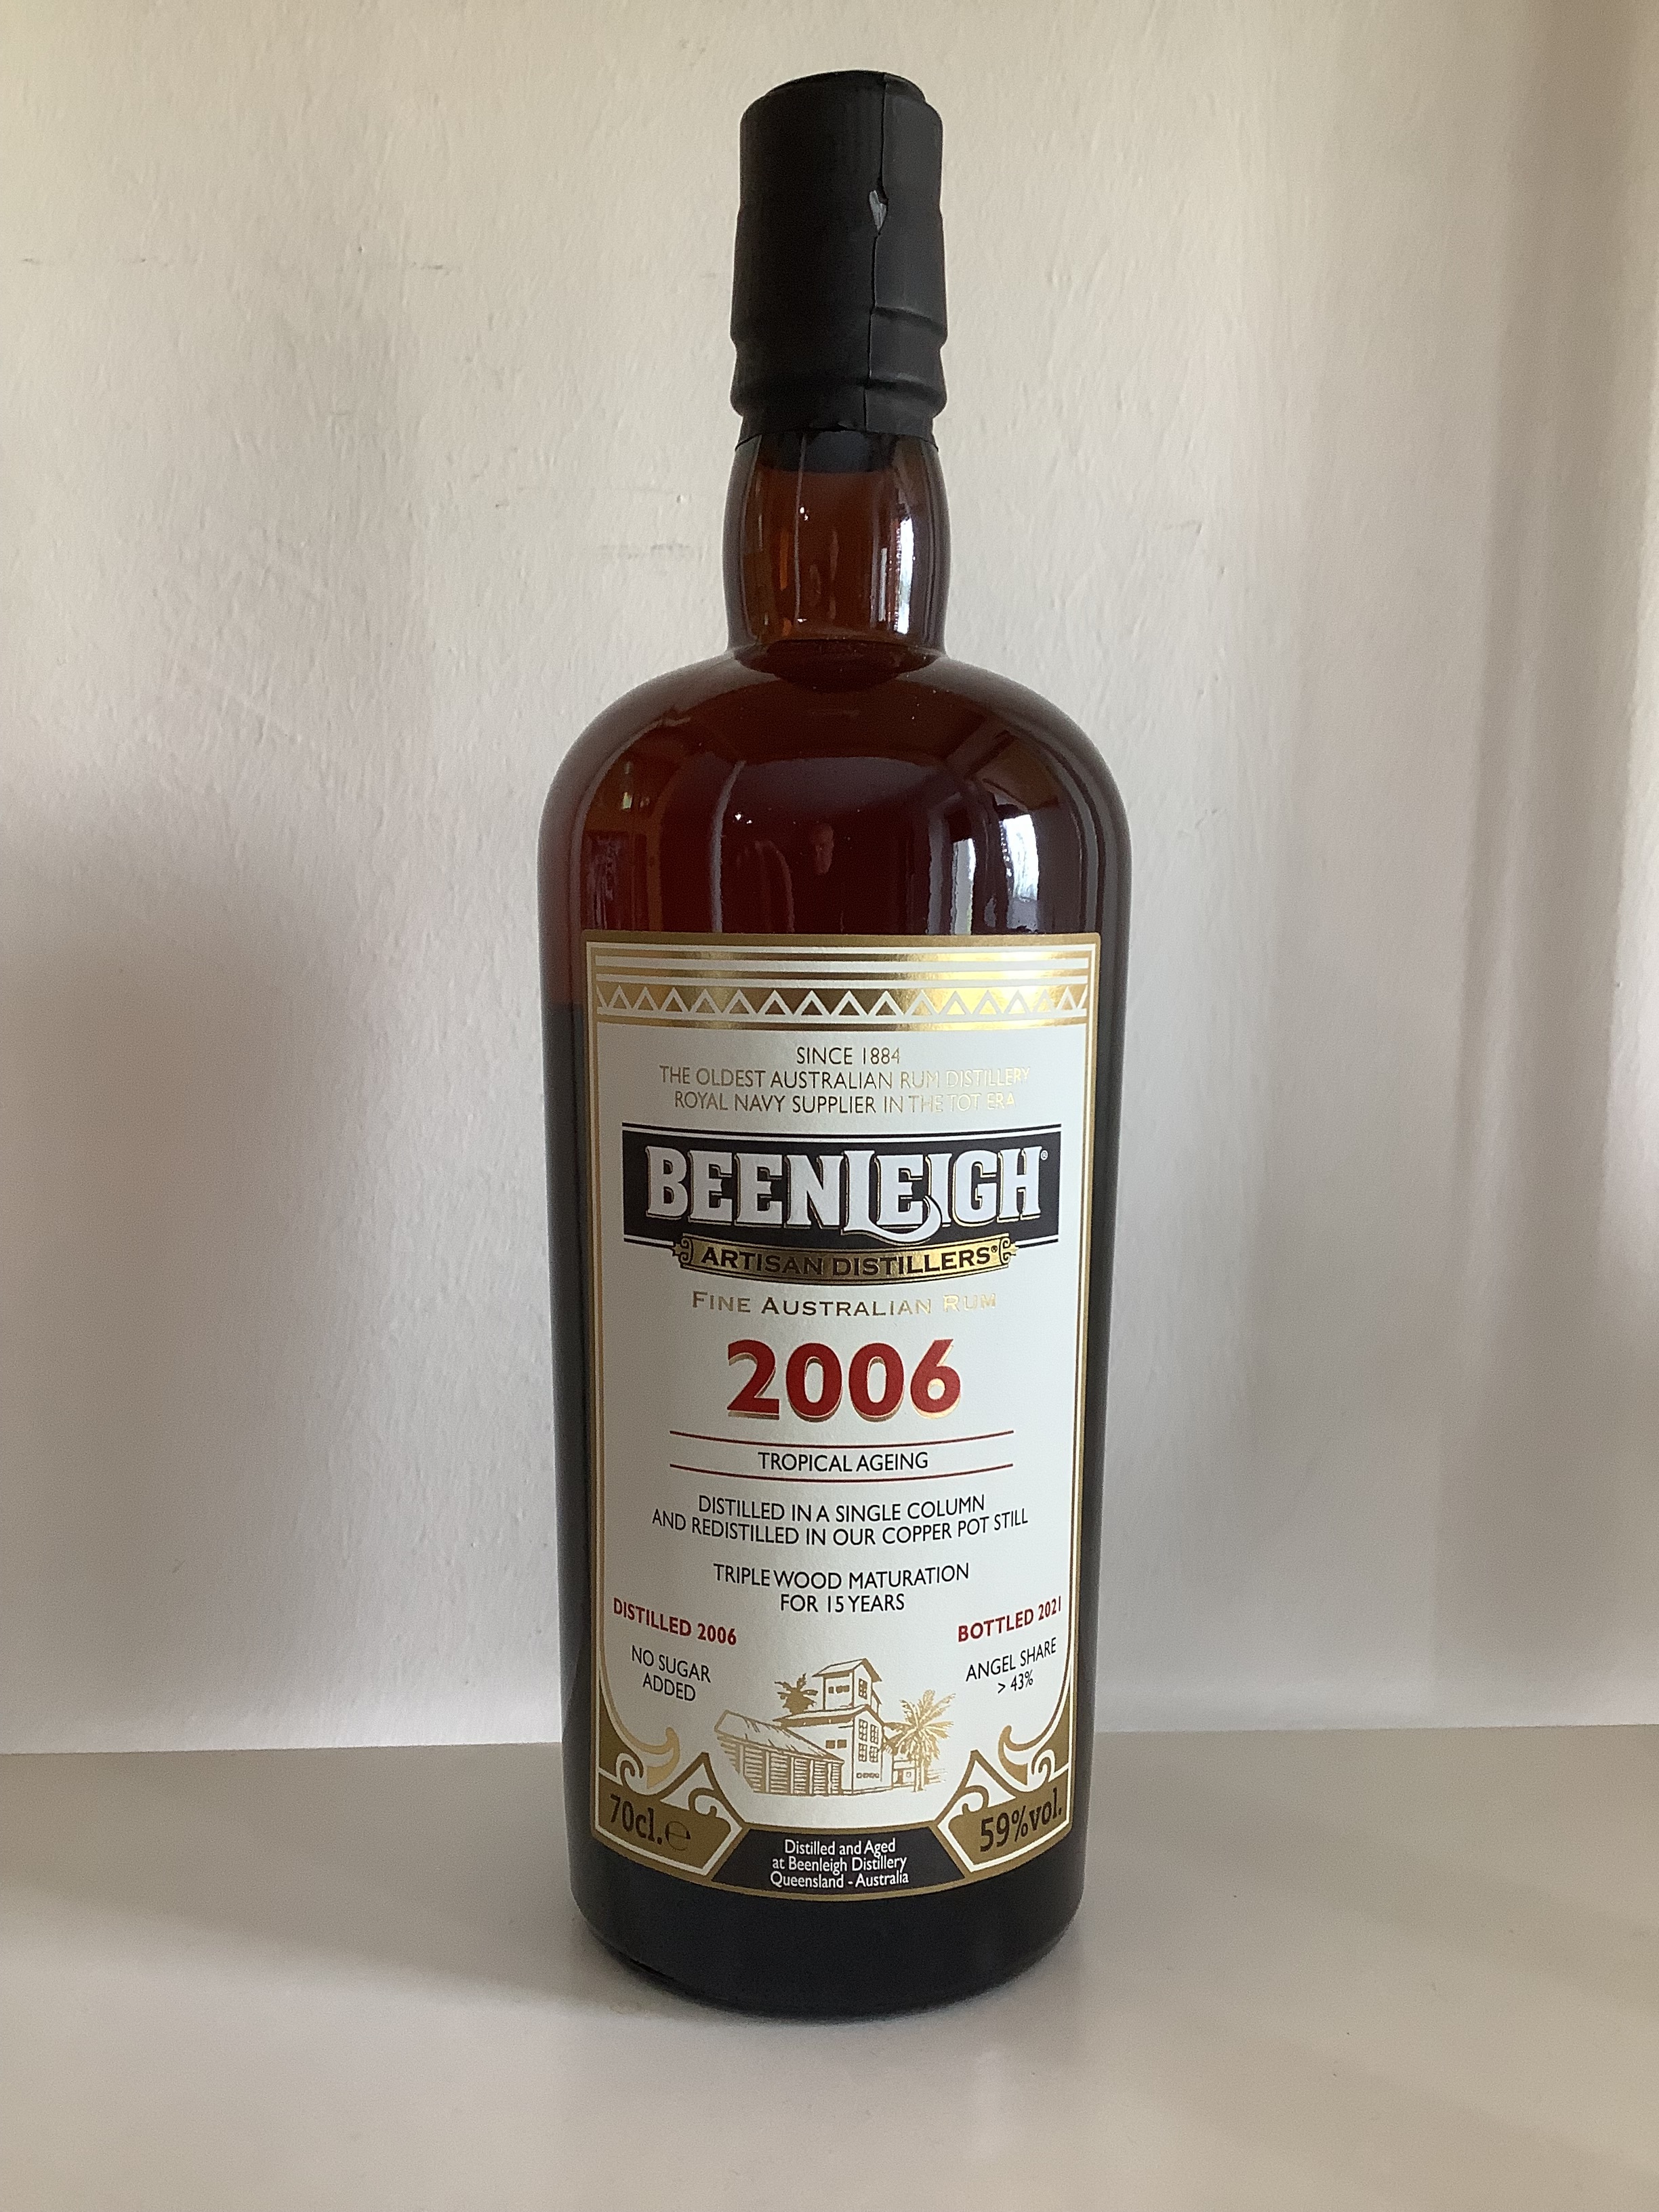 SINCE 1884
THE OLDEST AUSTRALIAN RUM DISTILLERY
ROYAL NAVY SUPPLIER IN THE TOT ERA
BEENLEIGH®
ARTISAN DISTILLERS®
FINE AUSTRALIAN RUM
2006
TROPICAL AGEING
DISTILLED IN A SINGLE COLUMN
AND REDISTILLED IN OUR COPPER POT STILL
TRIPLE WOOD MATURATION
FOR 15 YEARS
DISTILLED 2006
NO SUGAR
ADDED
BOTTLED 2021
ANGEL SHARE
> 43%
70cl.℮
59%vol.
Distilled and Aged
at Beenleigh Distillery
Queensland - Australia